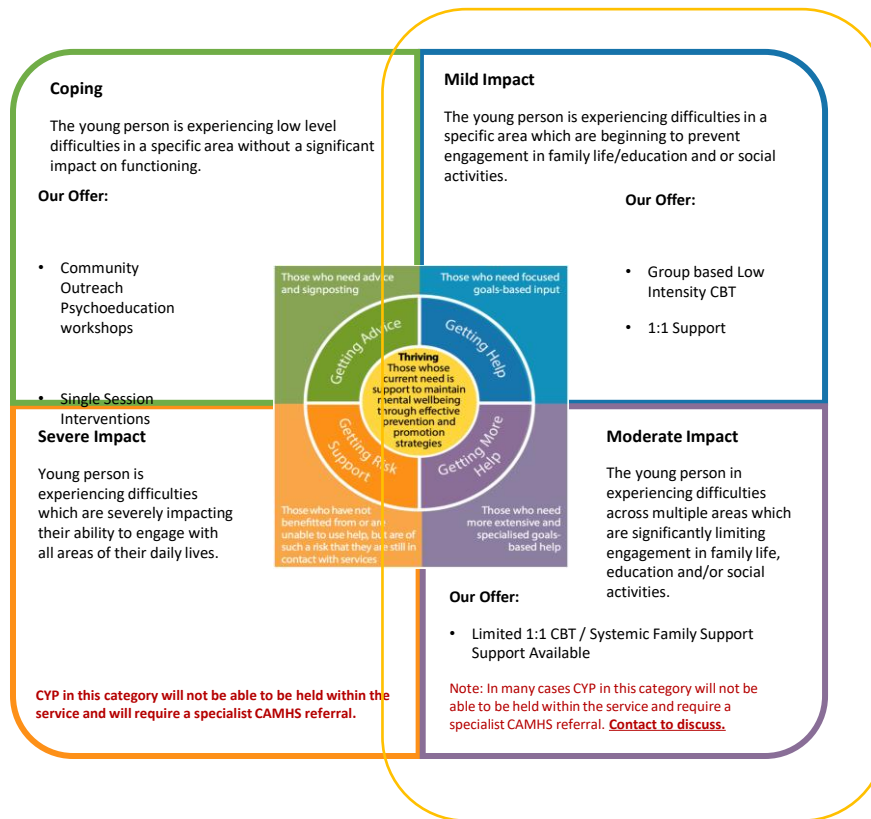 Coping
The young person is experiencing low level
difficulties in a specific area without a significant
impact on functioning.
Our Offer:
• Community
Outreach
Psychoeducation
workshops
• Single Session
Interventions
Mild Impact
The young person is experiencing difficulties in a
specific area which are beginning to prevent
engagement in family life/education and or social
activities.
Our Offer:
• Group based Low
Intensity CBT
• 1:1 Support
Those who need advice
and signposting
Those who need focused
goals-based input
Getting Advice
Getting Help
Thriving
Those whose
current need is
support to maintain
mental wellbeing
through effective
prevention and
promotion
strategies
Getting Risk
Support
Getting More
Help
Those who have not
benefitted from or are
unable to use help, but are of
such a risk that they are still in
contact with services
Those who need
more extensive and
specialised goals-
based help
Severe Impact
Young person is
experiencing difficulties
which are severely impacting
their ability to engage with
all areas of their daily lives.
CYP in this category will not be able to be held within the
service and will require a specialist CAMHS referral.
Moderate Impact
The young person in
experiencing difficulties
across multiple areas which
are significantly limiting
engagement in family life,
education and/or social
activities.
Our Offer:
• Limited 1:1 CBT / Systemic Family Support
Support Available
Note: In many cases CYP in this category will not be
able to be held within the service and require a
specialist CAMHS referral. Contact to discuss.